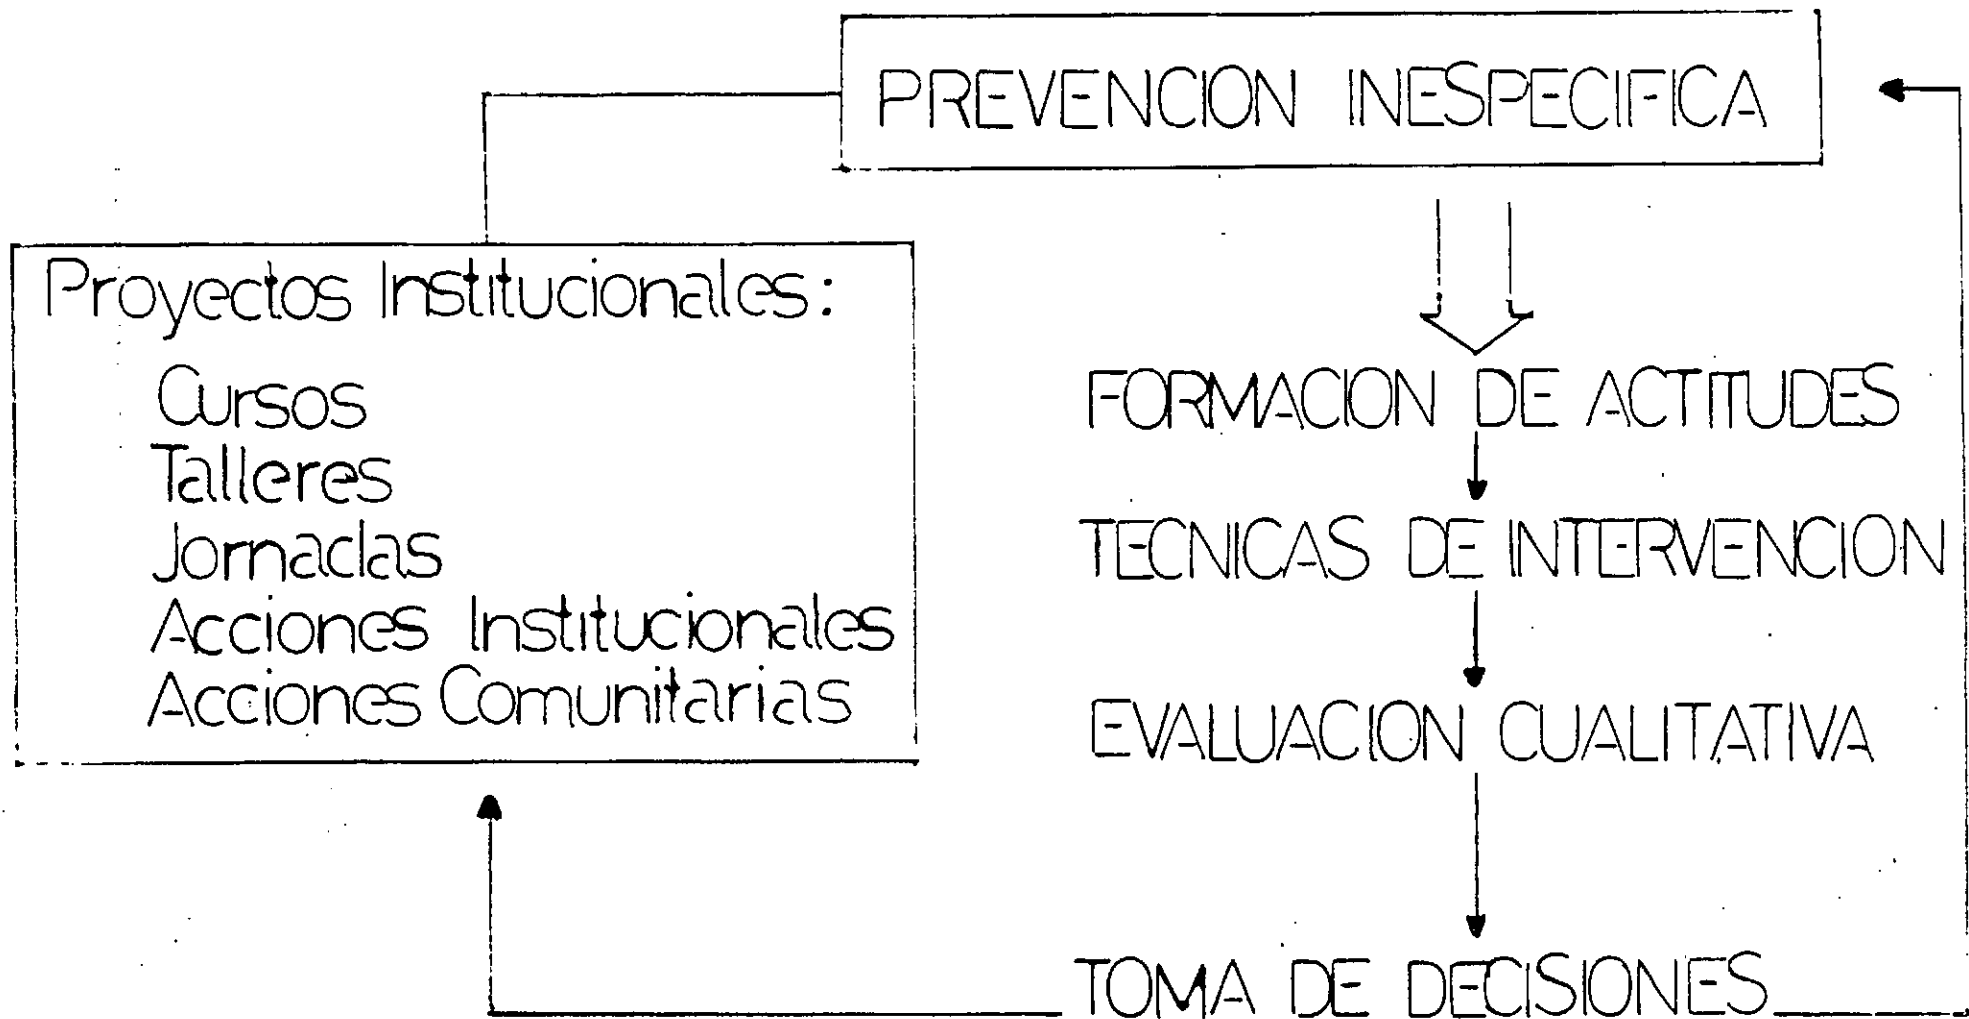 PREVENCION INESPECIFICA
Proyectos Institucionales:
Cursos
Talleres
Jornadas
Acciones Institucionales
Acciones Comunitarias
FORMACION DE ACTITUDES
TECNICAS DE INTERVENCION
EVALUACION CUALITATIVA
TOMA DE DECISIONES